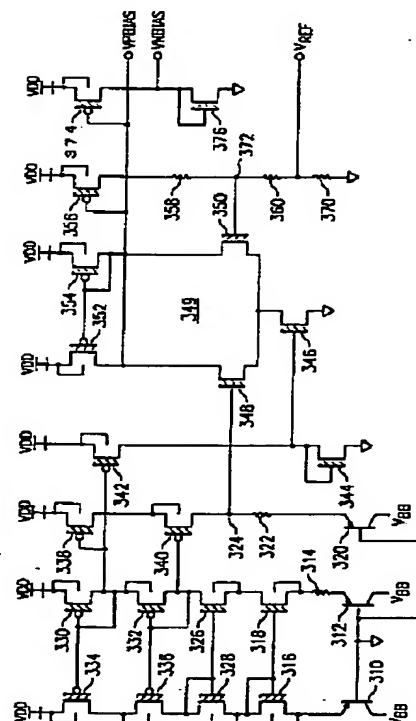 VDD VDD VDD VDD VDD VDD VDD VDD
334 330 338 342 352 354 356 374
VPBIAS
VNBIAS
336 332 340 349 358 376
328 326 324 348 350 372
316 318 322 344 346 360
314 370 VREF
310 312 320
VBB VBB VBB